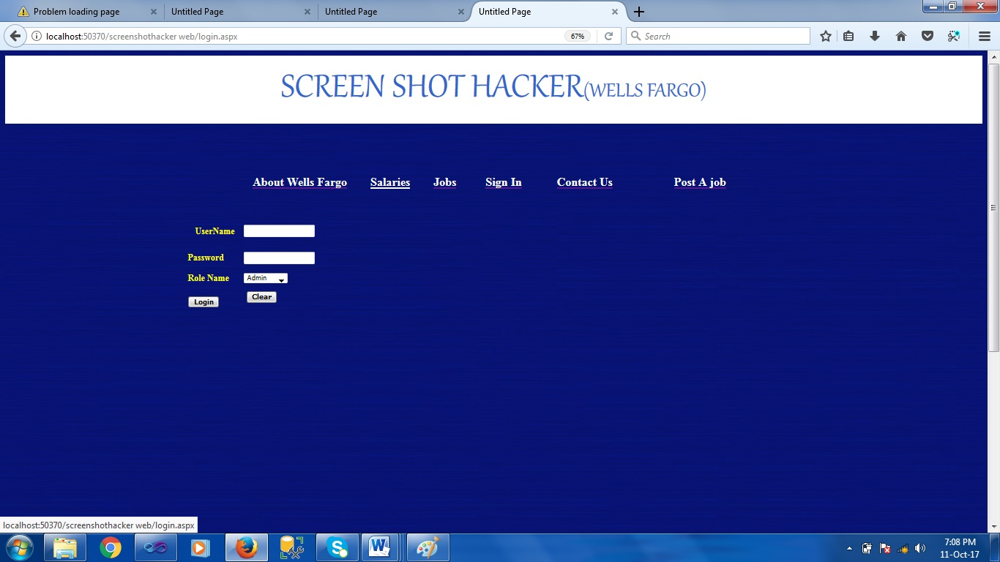 Problem loading page
Untitled Page
Untitled Page
Untitled Page
localhost:50370/screenshothacker web/login.aspx
67%
Search
SCREEN SHOT HACKER(WELLS FARGO)
About Wells Fargo Salaries Jobs Sign In Contact Us Post A job
UserName
Password
Role Name Admin
Login Clear
localhost:50370/screenshothacker web/login.aspx
7:08 PM
11-Oct-17